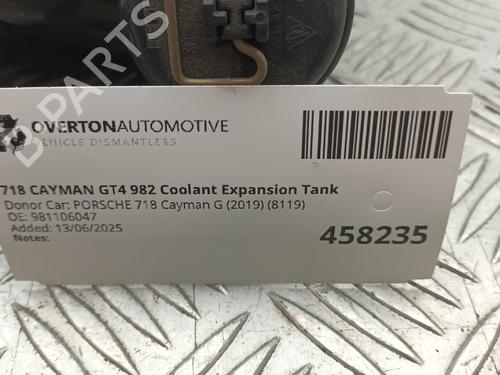 OVERTONAUTOMOTIVE
VEHICLE DISMANTLERS
718 CAYMAN GT4 982 Coolant Expansion Tank
Donor Car: PORSCHE 718 Cayman G (2019) (8119)
OE: 981106047
Added: 13/06/2025
Notes:
458235